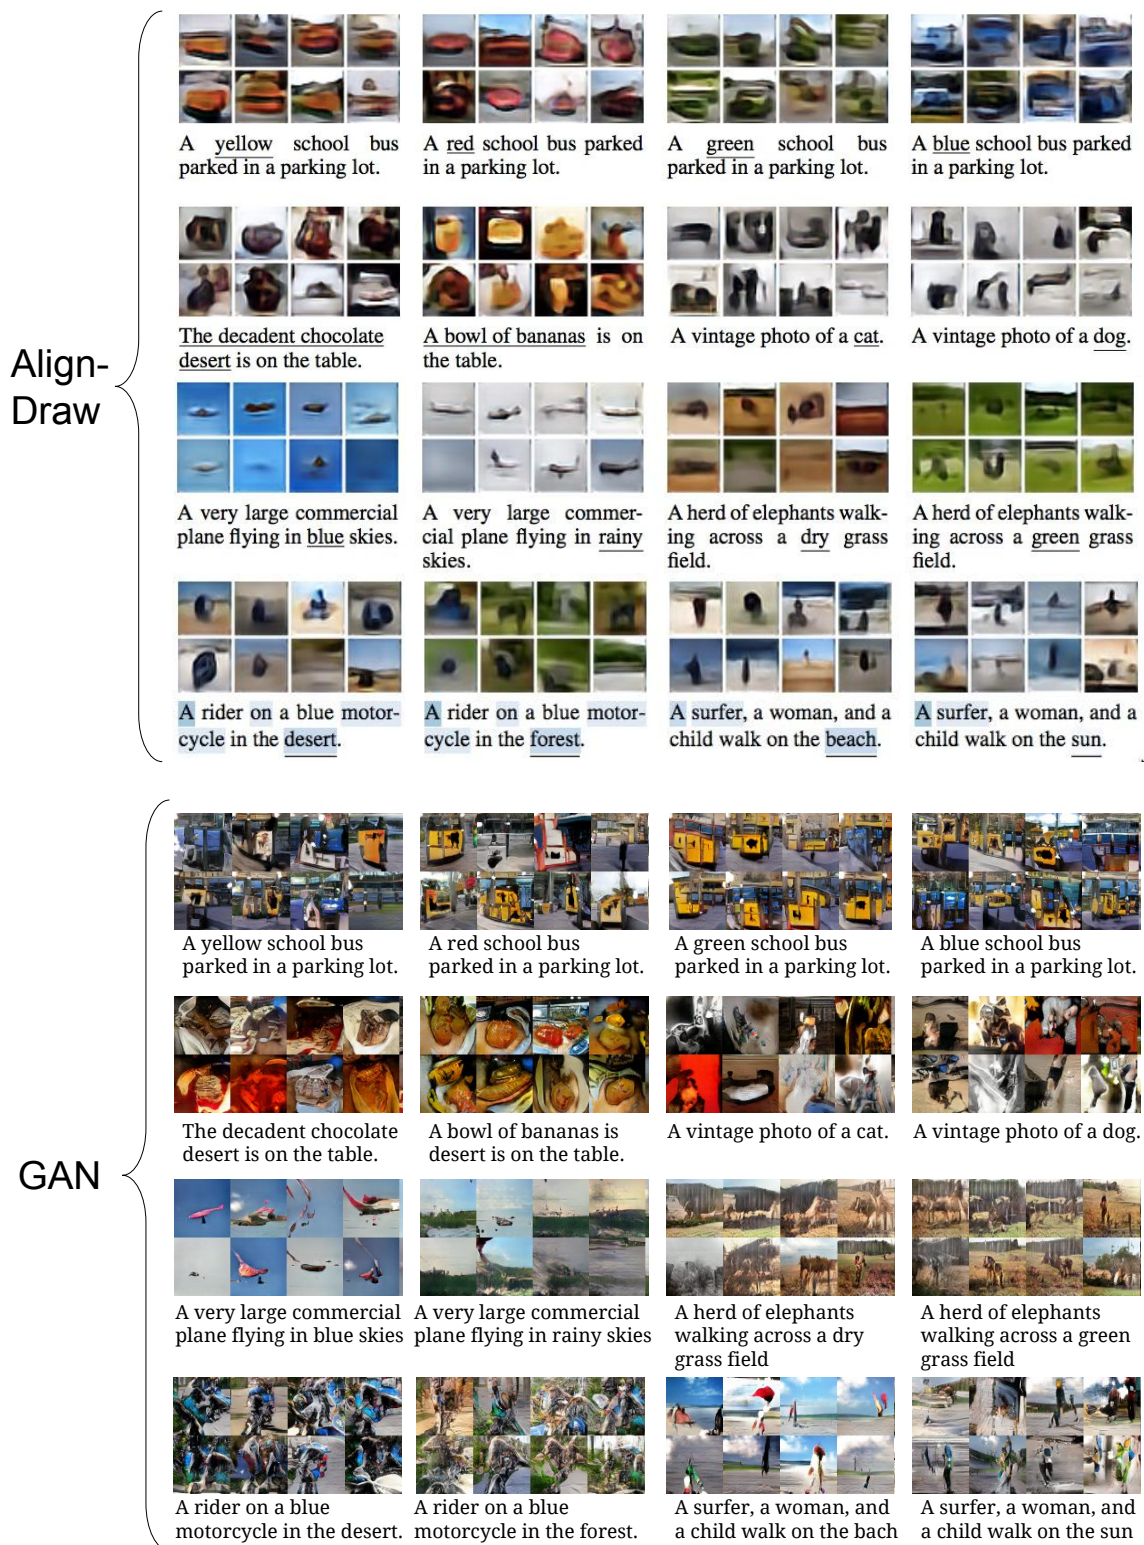 A yellow school bus
parked in a parking lot.
A red school bus parked
in a parking lot.
A green school bus
parked in a parking lot.
A blue school bus parked
in a parking lot.
The decadent chocolate
desert is on the table.
A bowl of bananas is on
the table.
A vintage photo of a cat.
A vintage photo of a dog.
Align-
Draw
A very large commercial
plane flying in blue skies.
A very large commer-
cial plane flying in rainy
skies.
A herd of elephants walk-
ing across a dry grass
field.
A herd of elephants walk-
ing across a green grass
field.
A rider on a blue motor-
cycle in the desert.
A rider on a blue motor-
cycle in the forest.
A surfer, a woman, and a
child walk on the beach.
A surfer, a woman, and a
child walk on the sun.
A yellow school bus
parked in a parking lot.
A red school bus
parked in a parking lot.
A green school bus
parked in a parking lot.
A blue school bus
parked in a parking lot.
The decadent chocolate
desert is on the table.
A bowl of bananas is
desert is on the table.
A vintage photo of a cat.
A vintage photo of a dog.
GAN
A very large commercial
plane flying in blue skies
A very large commercial
plane flying in rainy skies
A herd of elephants
walking across a dry
grass field
A herd of elephants
walking across a green
grass field
A rider on a blue
motorcycle in the desert.
A rider on a blue
motorcycle in the forest.
A surfer, a woman, and
a child walk on the bach
A surfer, a woman, and
a child walk on the sun